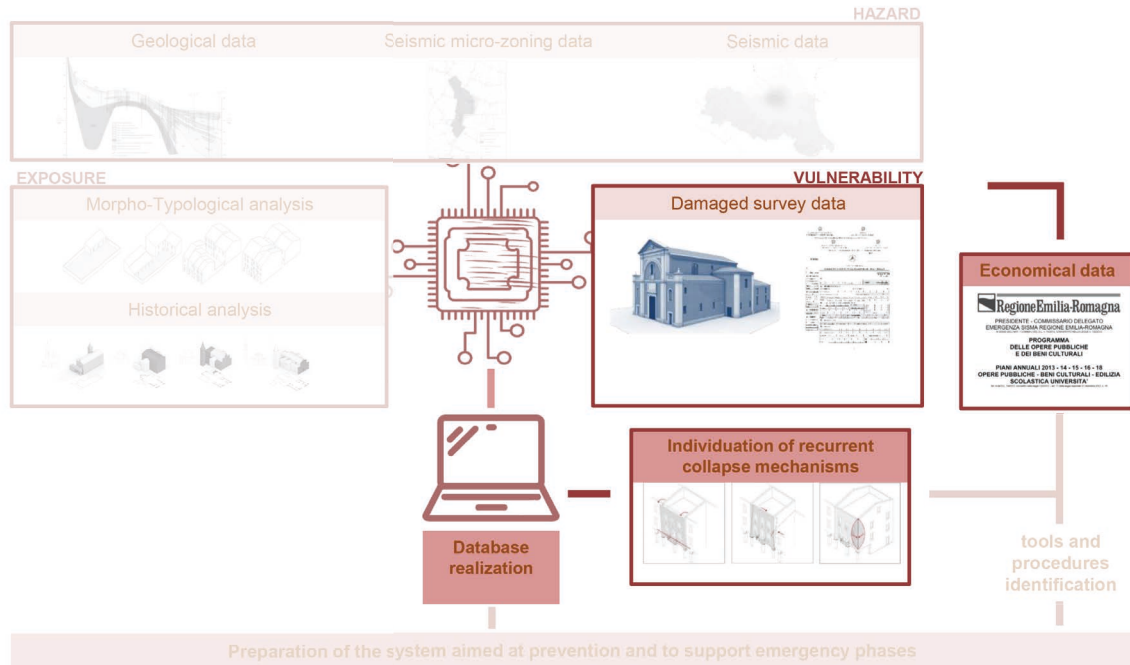 HAZARD
Geological data
Seismic micro-zoning data
Seismic data
EXPOSURE
Morpho-Typological analysis
Historical analysis
VULNERABILITY
Damaged survey data
Economical data
RegioneEmilia-Romagna
PRESIDENTE - COMMISSARIO DELEGATO
EMERGENZA SISMA REGIONE EMILIA-ROMAGNA
PROGRAMMA
DELLE OPERE PUBBLICHE
E DEI BENI CULTURALI
PIANI ANNUALI 2013 - 14 - 15 - 16 - 18
OPERE PUBBLICHE - BENI CULTURALI - EDILIZIA
SCOLASTICA UNIVERSITA'
Individuation of recurrent
collapse mechanisms
Database
realization
tools and
procedures
identification
Preparation of the system aimed at prevention and to support emergency phases